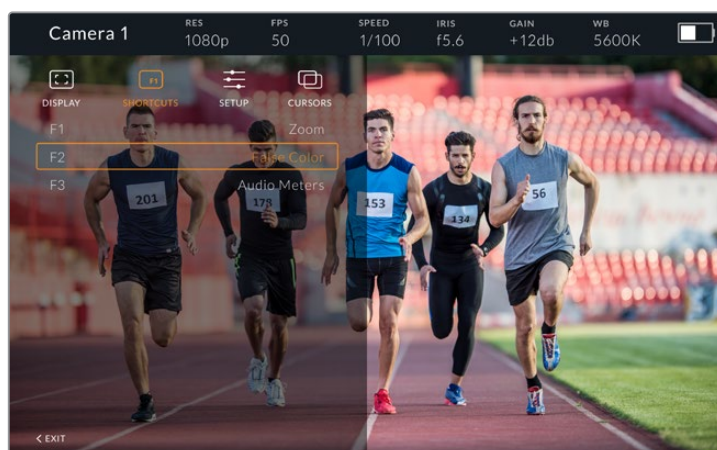 Camera 1
RES 1080p
FPS 50
SPEED 1/100
IRIS f5.6
GAIN +12db
WB 5600K
DISPLAY
F1 SHORTCUTS
SETUP
CURSORS
F1 Zoom
F2 False Color
F3 Audio Meters
201
178
153
134
56
< EXIT